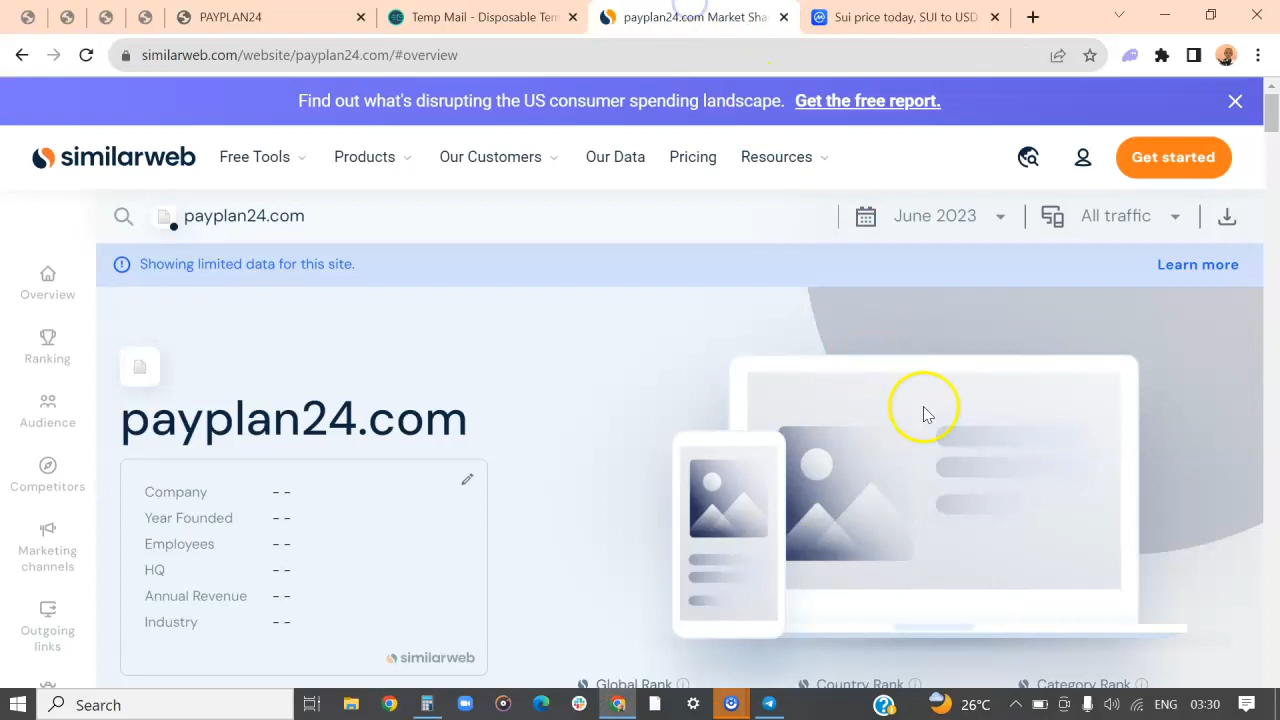 PAYPLAN24
Temp Mail - Disposable Tem
payplan24.com Market Sha
Sui price today, SUI to USD
similarweb.com/website/payplan24.com/#overview
Find out what's disrupting the US consumer spending landscape. Get the free report.
similarweb
Free Tools
Products
Our Customers
Our Data
Pricing
Resources
Get started
payplan24.com
June 2023
All traffic
Showing limited data for this site.
Learn more
Overview
Ranking
Audience
Competitors
Marketing
channels
Outgoing
links
payplan24.com
Company - -
Year Founded - -
Employees - -
HQ - -
Annual Revenue - -
Industry - -
similarweb
Global Rank
Country Rank
Category Rank
Search
26°C
ENG
03:30